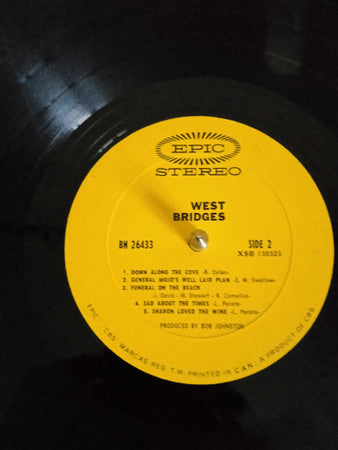 EPIC
STEREO
WEST
BRIDGES
BN 26433
SIDE 2
XSB 138523
1. DOWN ALONG THE COVE - B. Dylan-
2. GENERAL MOJO'S WELL LAID PLAN - S. W. Swallow-
3. FUNERAL ON THE BEACH
-J. Davis - M. Stewart - R. Cornelius-
4. SAD ABOUT THE TIMES - L. Perata-
5. SHARON LOVED THE WINE - L. Perata-
PRODUCED BY BOB JOHNSTON
EPIC, CBS MARCAS REG. T.M. PRINTED IN CAN. A PRODUCT OF CBS